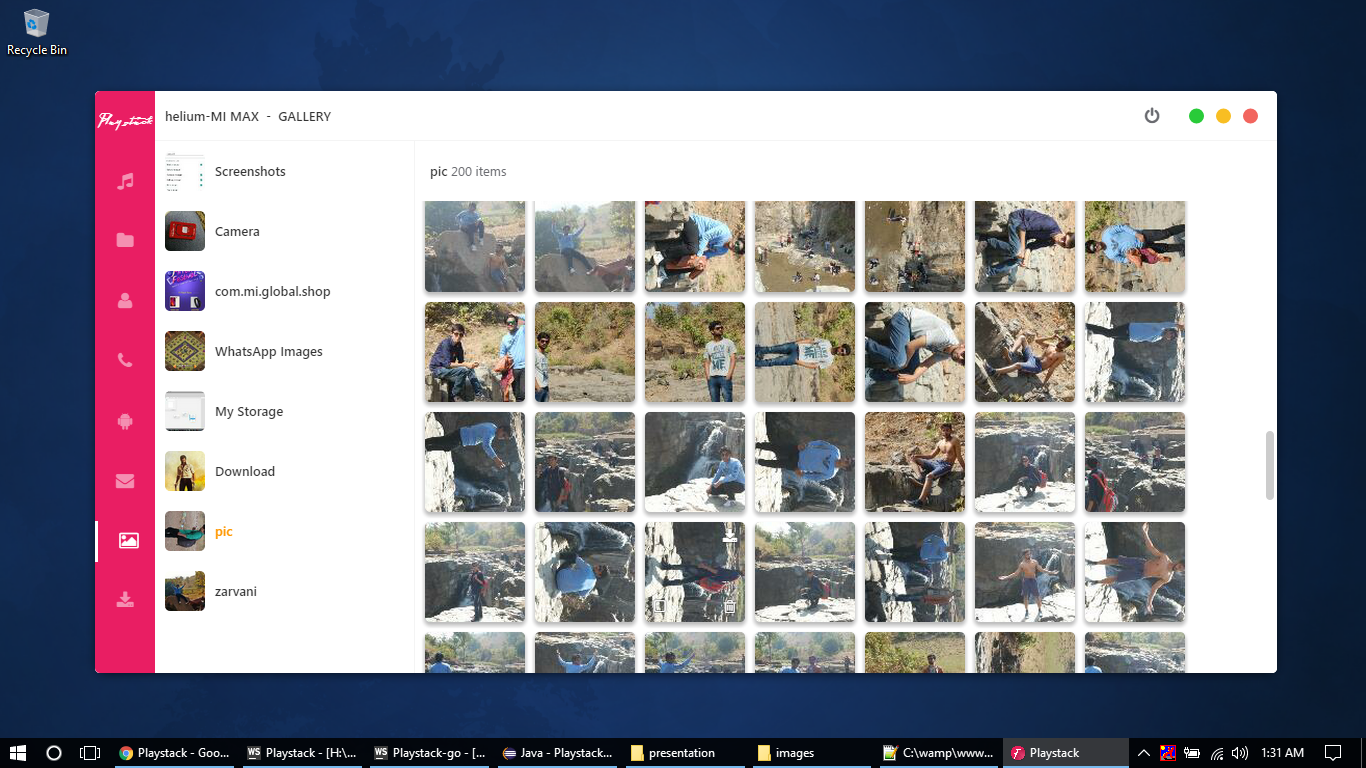 Recycle Bin
Playstack
helium-MI MAX - GALLERY
Screenshots
pic 200 items
Camera
com.mi.global.shop
WhatsApp Images
My Storage
Download
pic
zarvani
Playstack - Goo...
WS
Playstack - [H:\...
WS
Playstack-go - [...
Java - Playstack...
presentation
images
C:\wamp\www...
Playstack
1:31 AM